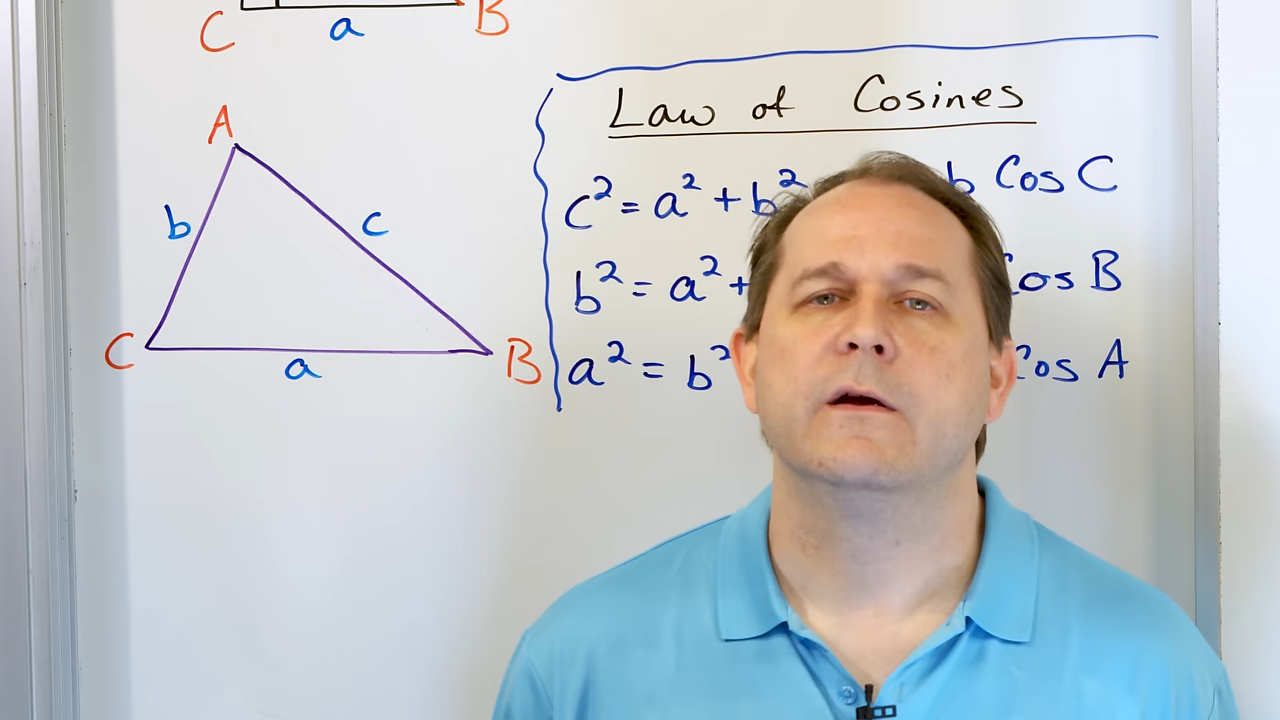 C a B
A
b c
C a B
Law of Cosines
c² = a² + b² b Cos C
b² = a² + Cos B
a² = b² Cos A